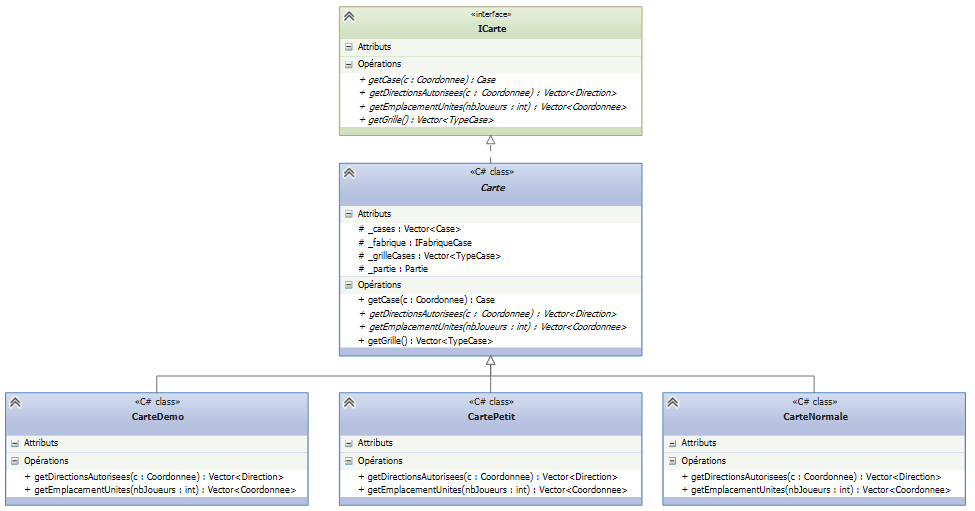 «interface»
ICarte
Attributs
Opérations
+ getCase(c : Coordonnee) : Case
+ getDirectionsAutorisees(c : Coordonnee) : Vector<Direction>
+ getEmplacementUnites(nbJoueurs : int) : Vector<Coordonnee>
+ getGrille() : Vector<TypeCase>
«C# class»
Carte
Attributs
# _cases : Vector<Case>
# _fabrique : IFabriqueCase
# _grilleCases : Vector<TypeCase>
# _partie : Partie
Opérations
+ getCase(c : Coordonnee) : Case
+ getDirectionsAutorisees(c : Coordonnee) : Vector<Direction>
+ getEmplacementUnites(nbJoueurs : int) : Vector<Coordonnee>
+ getGrille() : Vector<TypeCase>
«C# class»
CarteDemo
Attributs
Opérations
+ getDirectionsAutorisees(c : Coordonnee) : Vector<Direction>
+ getEmplacementUnites(nbJoueurs : int) : Vector<Coordonnee>
«C# class»
CartePetit
Attributs
Opérations
+ getDirectionsAutorisees(c : Coordonnee) : Vector<Direction>
+ getEmplacementUnites(nbJoueurs : int) : Vector<Coordonnee>
«C# class»
CarteNormale
Attributs
Opérations
+ getDirectionsAutorisees(c : Coordonnee) : Vector<Direction>
+ getEmplacementUnites(nbJoueurs : int) : Vector<Coordonnee>